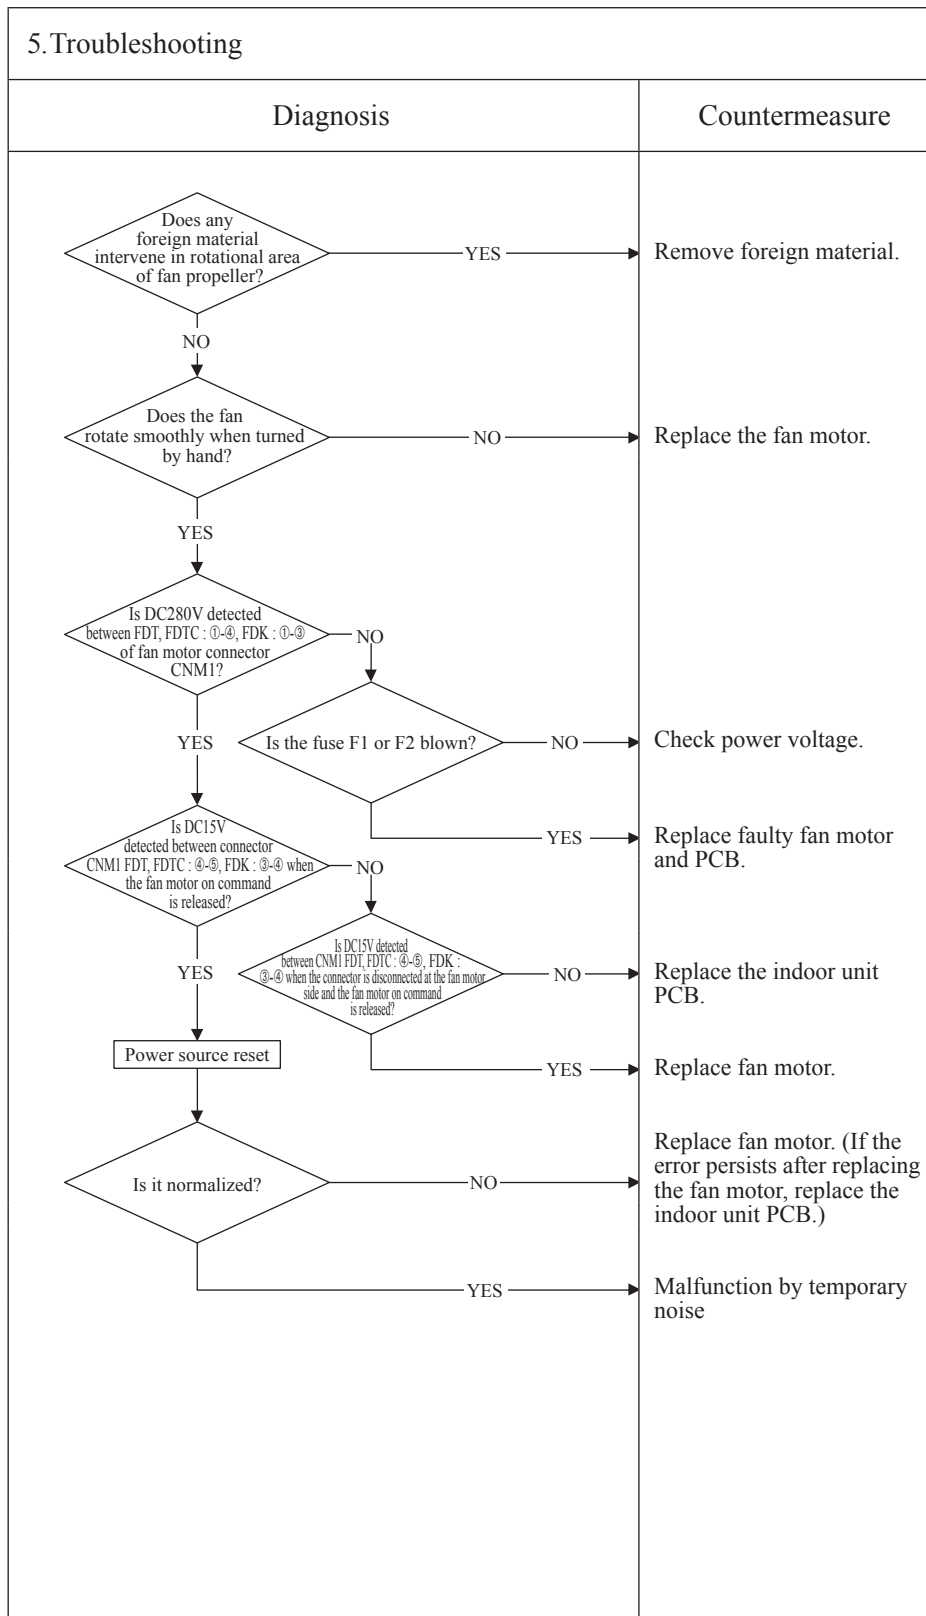 5.Troubleshooting
Diagnosis
Countermeasure
Does any
foreign material
intervene in rotational area
of fan propeller?
YES
Remove foreign material.
NO
Does the fan
rotate smoothly when turned
by hand?
NO
Replace the fan motor.
YES
Is DC280V detected
between FDT, FDTC : ①-④, FDK : ①-③
of fan motor connector
CNM1?
NO
YES
Is the fuse F1 or F2 blown?
NO
Check power voltage.
YES
Replace faulty fan motor
and PCB.
Is DC15V
detected between connector
CNM1 FDT, FDTC : ④-⑤, FDK : ③-④ when
the fan motor on command
is released?
NO
YES
Is DC15V detected
between CNM1 FDT, FDTC : ④-⑤, FDK :
③-④ when the connector is disconnected at the fan motor
side and the fan motor on command
is released?
NO
Replace the indoor unit
PCB.
YES
Replace fan motor.
Power source reset
Is it normalized?
NO
Replace fan motor. (If the
error persists after replacing
the fan motor, replace the
indoor unit PCB.)
YES
Malfunction by temporary
noise